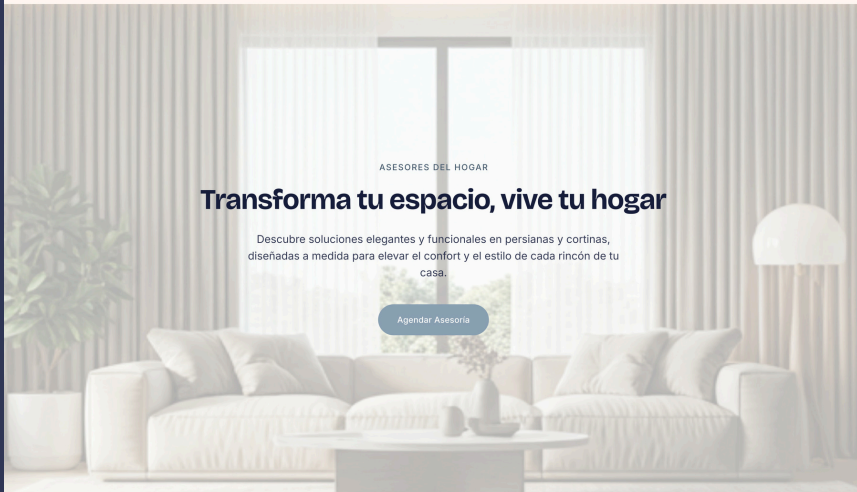 ASESORES DEL HOGAR
Transforma tu espacio, vive tu hogar
Descubre soluciones elegantes y funcionales en persianas y cortinas,
diseñadas a medida para elevar el confort y el estilo de cada rincón de tu
casa.
Agendar Asesoría